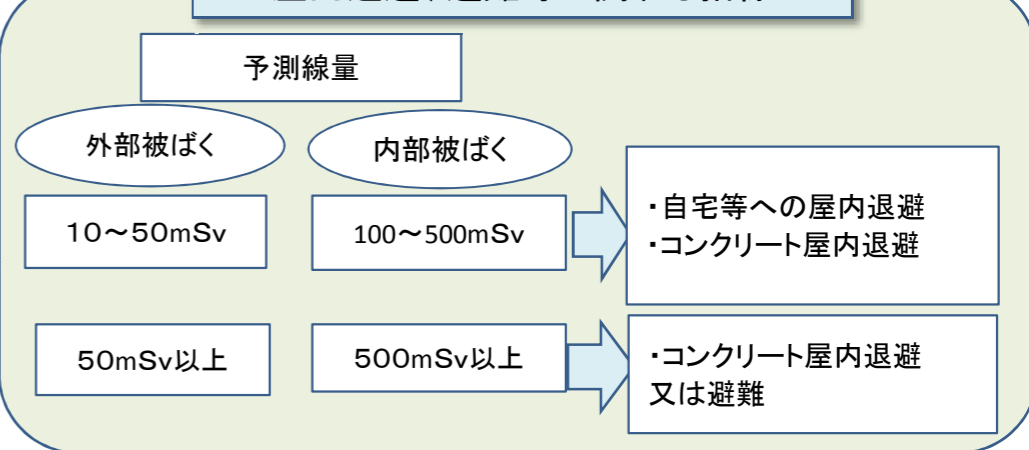 予測線量
外部被ばく
内部被ばく
10～50mSv
100～500mSv
・自宅等への屋内退避
・コンクリート屋内退避
50mSv以上
500mSv以上
・コンクリート屋内退避
又は避難